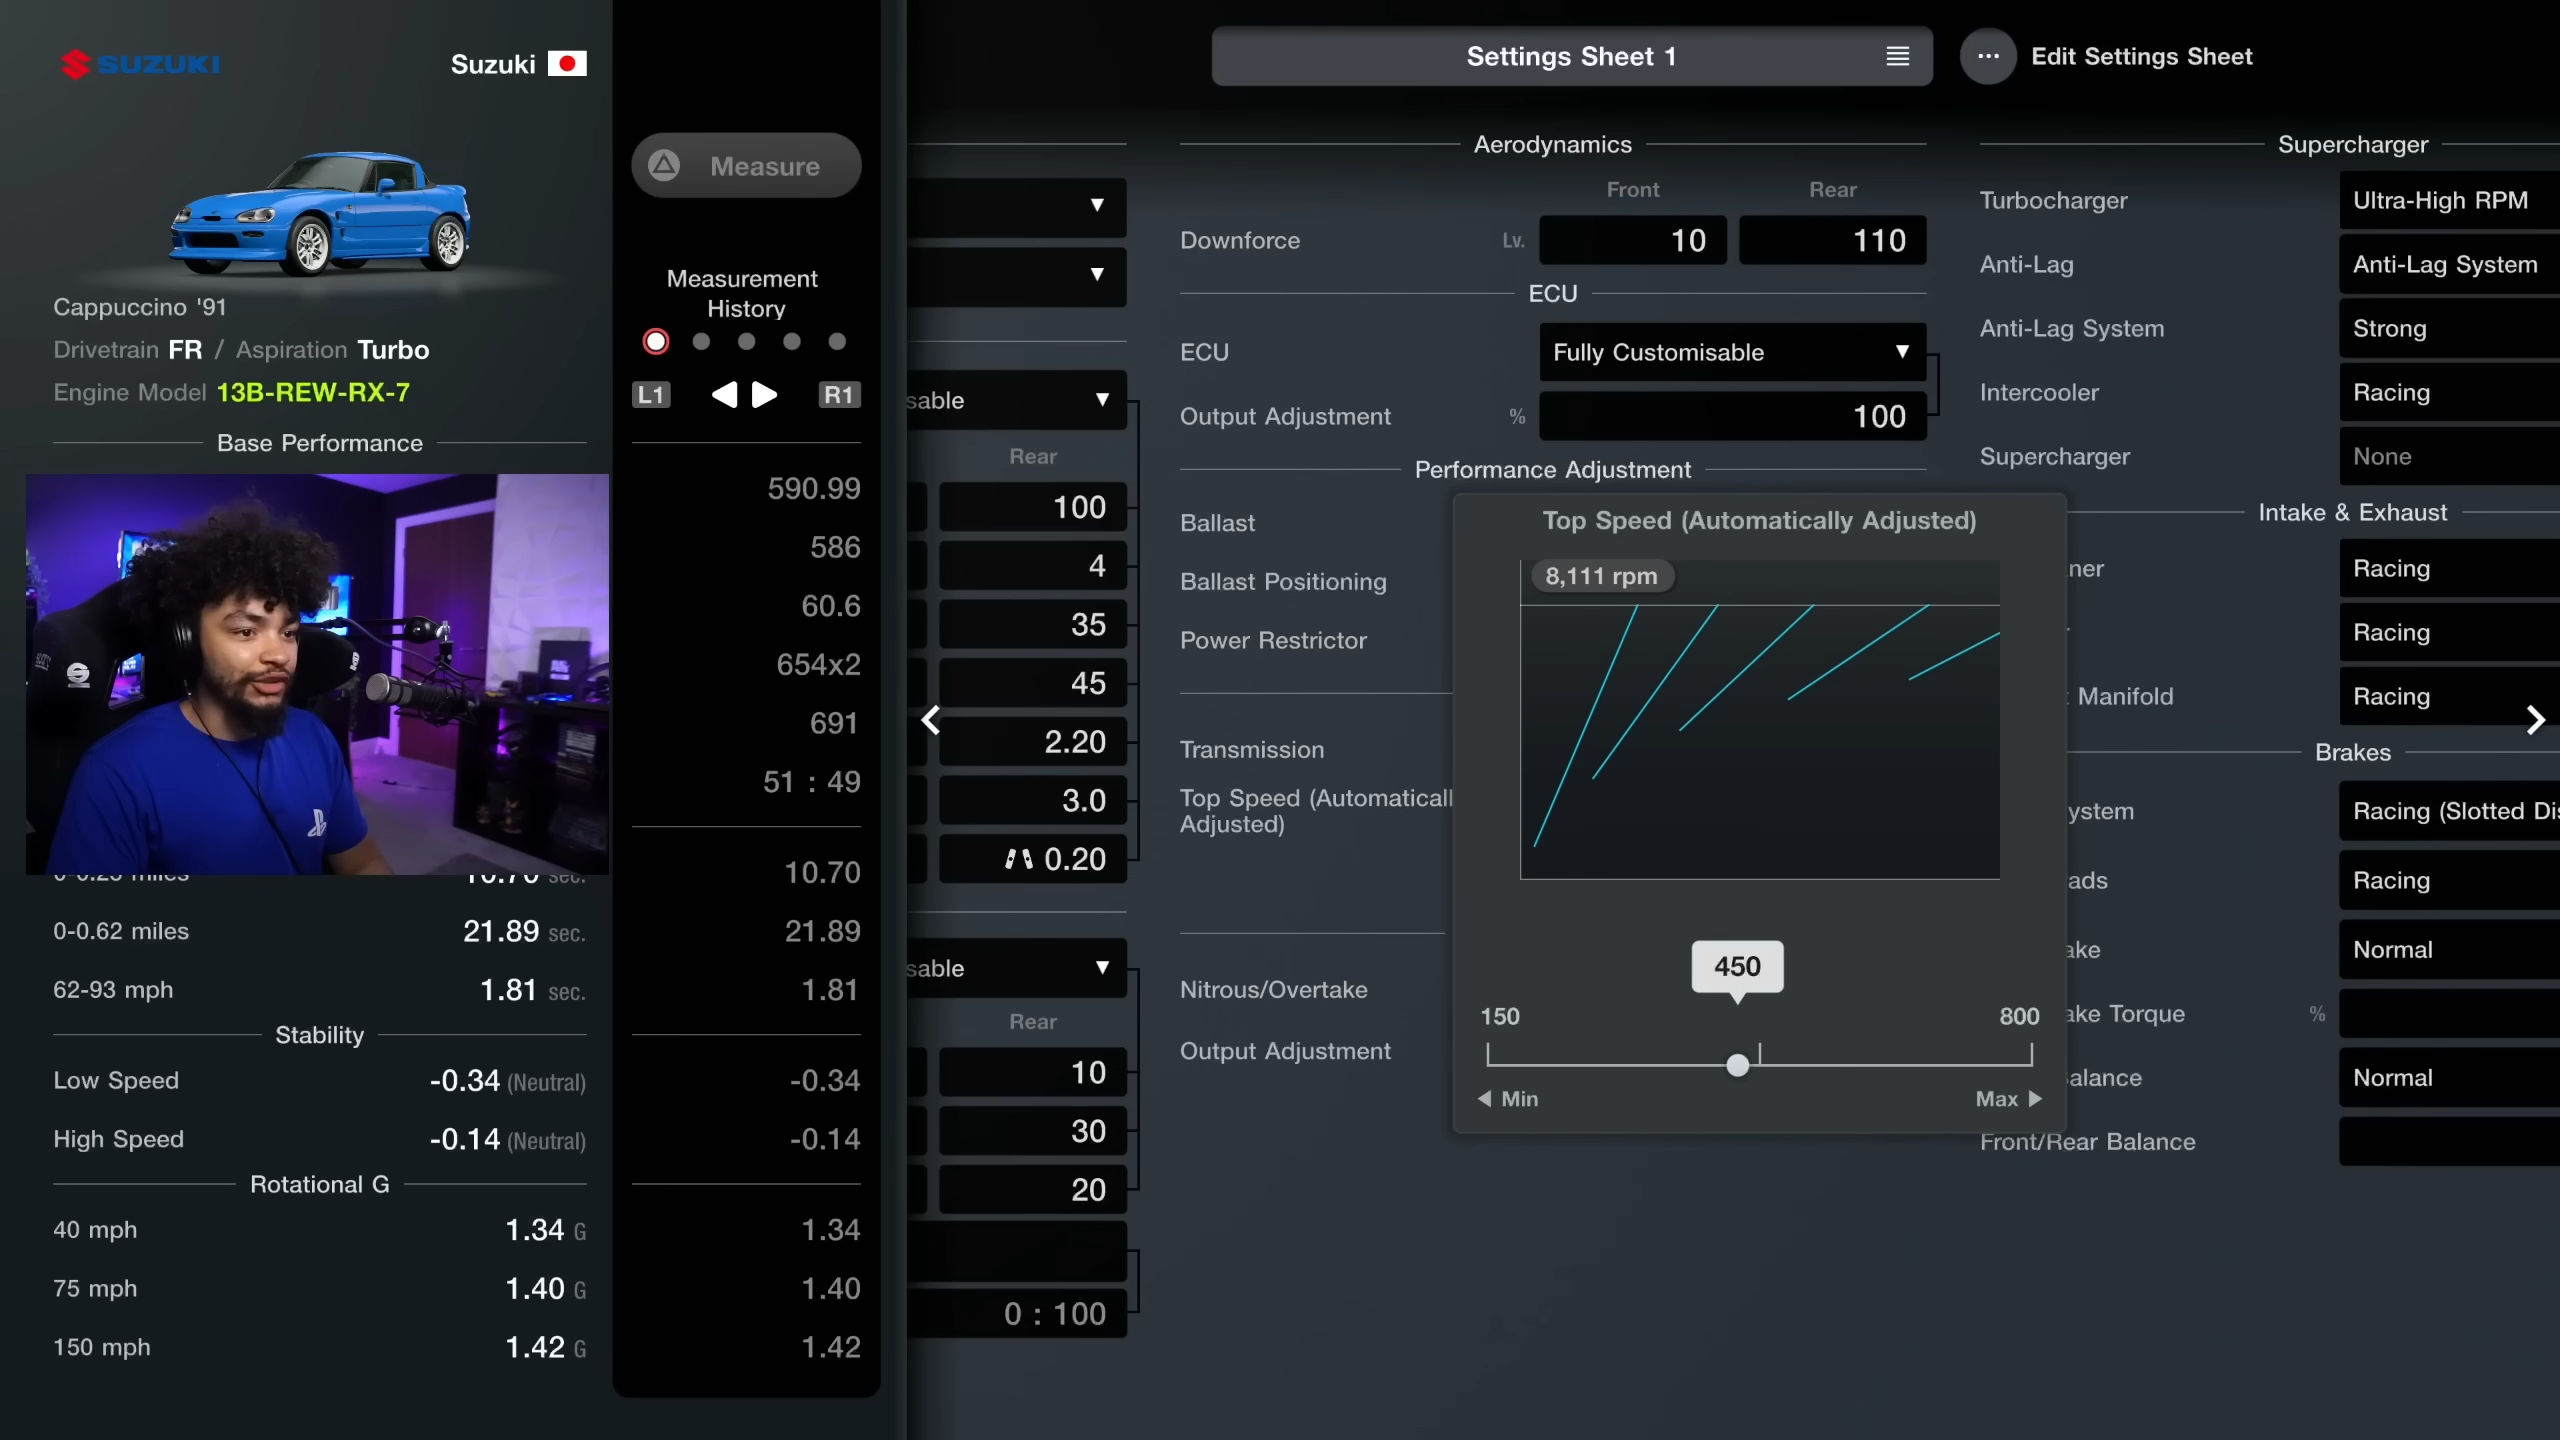 SUZUKI
Suzuki
Cappuccino '91
Drivetrain FR / Aspiration Turbo
Engine Model 13B-REW-RX-7
Base Performance
0-0.25 miles 10.70 sec.
0-0.62 miles 21.89 sec.
62-93 mph 1.81 sec.
Stability
Low Speed -0.34 (Neutral)
High Speed -0.14 (Neutral)
Rotational G
40 mph 1.34 G
75 mph 1.40 G
150 mph 1.42 G
Measure
Measurement
History
L1 R1
590.99
586
60.6
654x2
691
51 : 49
10.70
21.89
1.81
-0.34
-0.14
1.34
1.40
1.42
sable
Rear
100
4
35
45
2.20
3.0
0.20
sable
Rear
10
30
20
0 : 100
Settings Sheet 1
Edit Settings Sheet
Aerodynamics
Front Rear
Downforce Lv. 10 110
ECU
ECU Fully Customisable
Output Adjustment % 100
Performance Adjustment
Ballast
Ballast Positioning
Power Restrictor
Transmission
Top Speed (Automaticall
Adjusted)
Nitrous/Overtake
Output Adjustment
Top Speed (Automatically Adjusted)
8,111 rpm
450
150 800
Min Max
Supercharger
Turbocharger Ultra-High RPM
Anti-Lag Anti-Lag System
Anti-Lag System Strong
Intercooler Racing
Supercharger None
Intake & Exhaust
ner Racing
Racing
Manifold Racing
Brakes
ystem Racing (Slotted Dis
ads Racing
ake Normal
ake Torque %
alance Normal
Front/Rear Balance